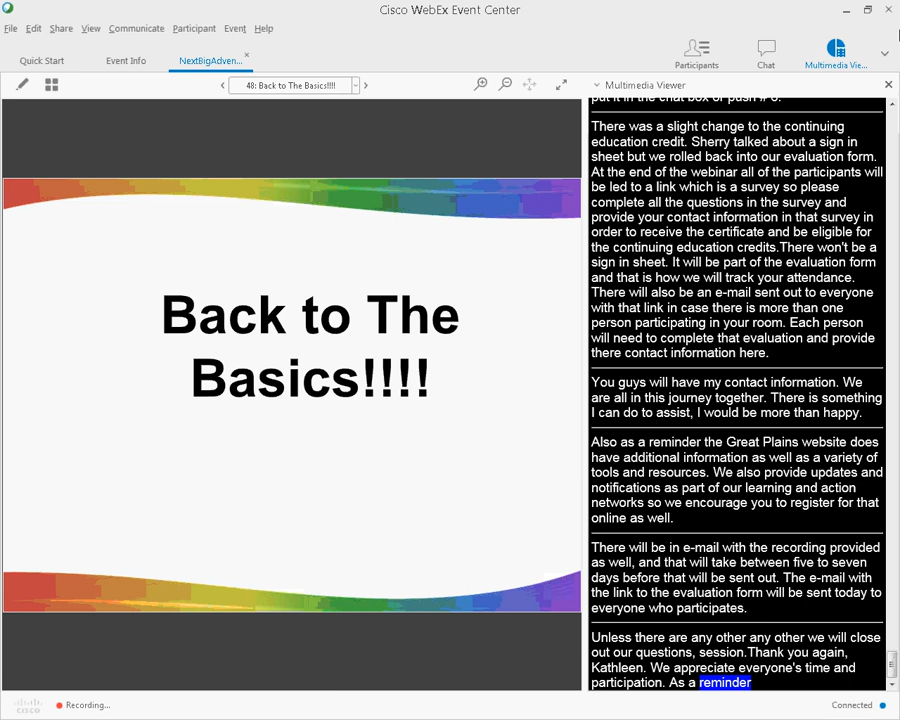 Cisco WebEx Event Center
File Edit Share View Communicate Participant Event Help
Quick Start Event Info NextBigAdven... Participants Chat Multimedia Vie...
48: Back to The Basics!!!!
Multimedia Viewer
Back to The
Basics!!!!
put it in the chat box or push # 6.
There was a slight change to the continuing
education credit. Sherry talked about a sign in
sheet but we rolled back into our evaluation form.
At the end of the webinar all of the participants will
be led to a link which is a survey so please
complete all the questions in the survey and
provide your contact information in that survey in
order to receive the certificate and be eligible for
the continuing education credits.There won't be a
sign in sheet. It will be part of the evaluation form
and that is how we will track your attendance.
There will also be an e-mail sent out to everyone
with that link in case there is more than one
person participating in your room. Each person
will need to complete that evaluation and provide
there contact information here.
You guys will have my contact information. We
are all in this journey together. There is something
I can do to assist, I would be more than happy.
Also as a reminder the Great Plains website does
have additional information as well as a variety of
tools and resources. We also provide updates and
notifications as part of our learning and action
networks so we encourage you to register for that
online as well.
There will be in e-mail with the recording provided
as well, and that will take between five to seven
days before that will be sent out. The e-mail with
the link to the evaluation form will be sent today to
everyone who participates.
Unless there are any other any other we will close
out our questions, session.Thank you again,
Kathleen. We appreciate everyone's time and
participation. As a reminder
cisco Recording... Connected